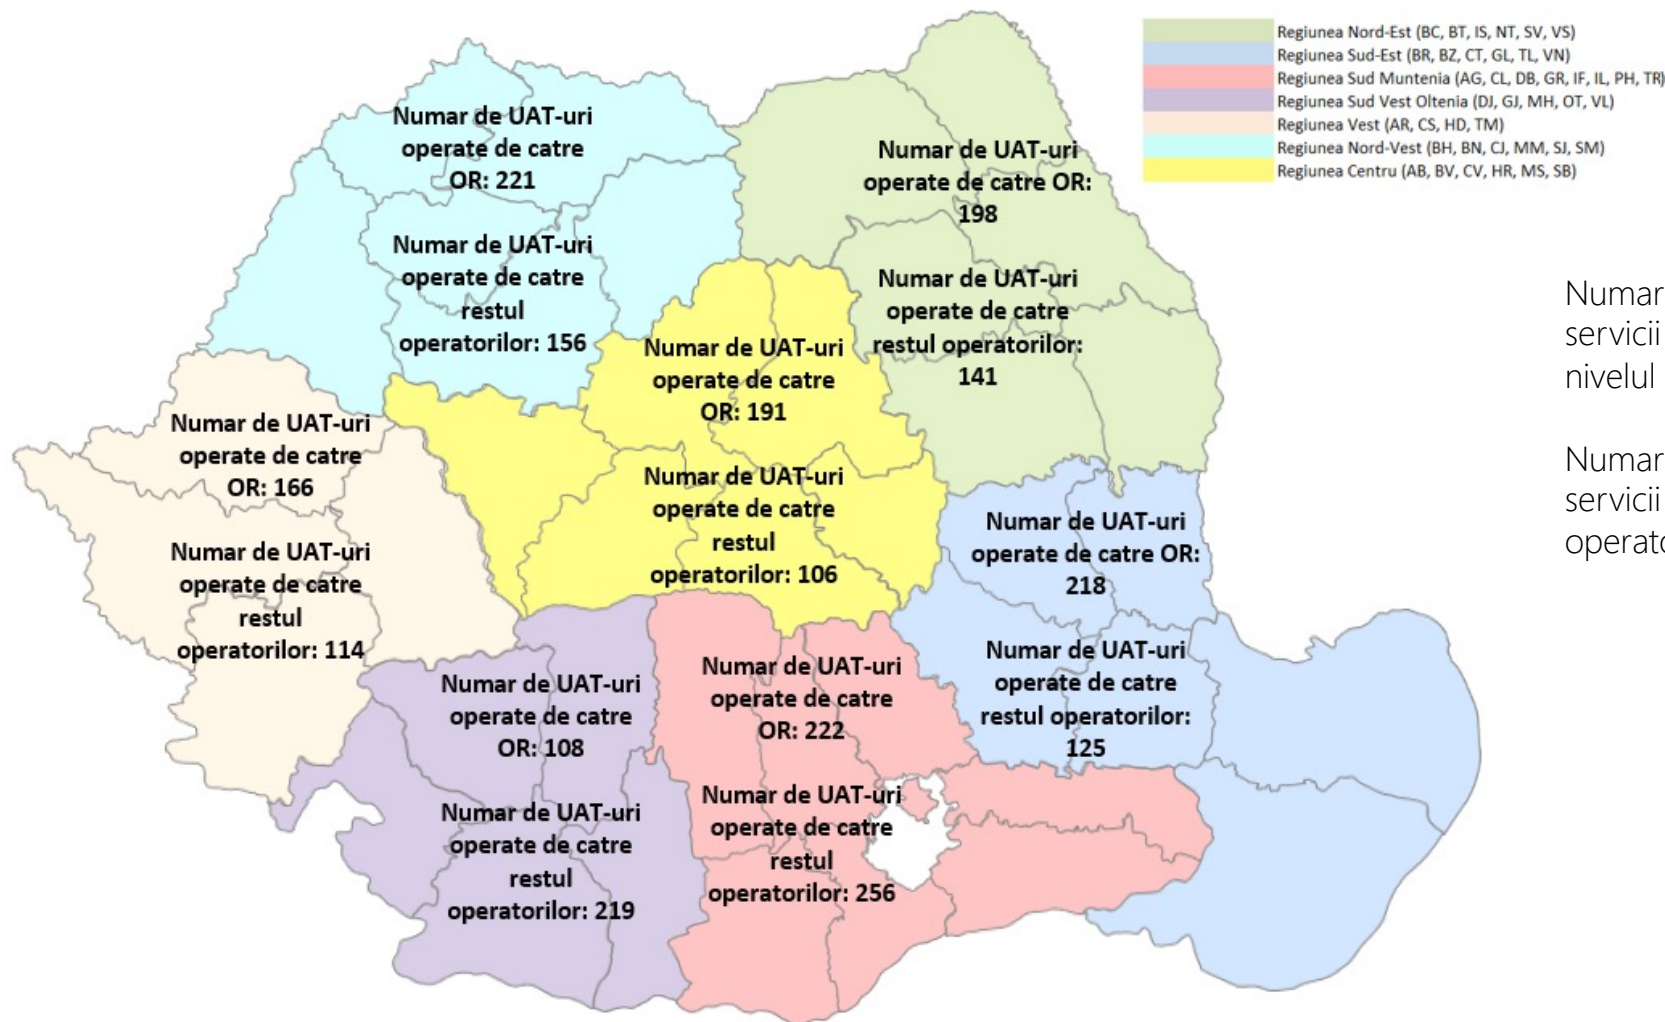 Regiunea Nord-Est (BC, BT, IS, NT, SV, VS)
Regiunea Sud-Est (BR, BZ, CT, GL, TL, VN)
Regiunea Sud Muntenia (AG, CL, DB, GR, IF, IL, PH, TR)
Regiunea Sud Vest Oltenia (DJ, GJ, MH, OT, VL)
Regiunea Vest (AR, CS, HD, TM)
Regiunea Nord-Vest (BH, BN, CJ, MM, SJ, SM)
Regiunea Centru (AB, BV, CV, HR, MS, SB)
Numar de UAT-uri
operate de catre
OR: 221
Numar de UAT-uri
operate de catre
restul
operatorilor: 156
Numar de UAT-uri
operate de catre OR:
198
Numar de UAT-uri
operate de catre
restul operatorilor:
141
Numar de UAT-uri
operate de catre
OR: 191
Numar de UAT-uri
operate de catre
restul
operatorilor: 106
Numar de UAT-uri
operate de catre
OR: 166
Numar de UAT-uri
operate de catre
restul
operatorilor: 114
Numar de UAT-uri
operate de catre OR:
218
Numar de UAT-uri
operate de catre
restul operatorilor:
125
Numar de UAT-uri
operate de catre
OR: 108
Numar de UAT-uri
operate de catre
restul
operatorilor: 219
Numar de UAT-uri
operate de catre
OR: 222
Numar de UAT-uri
operate de catre
restul
operatorilor: 256
Numar
servicii
nivelul
Numar
servicii